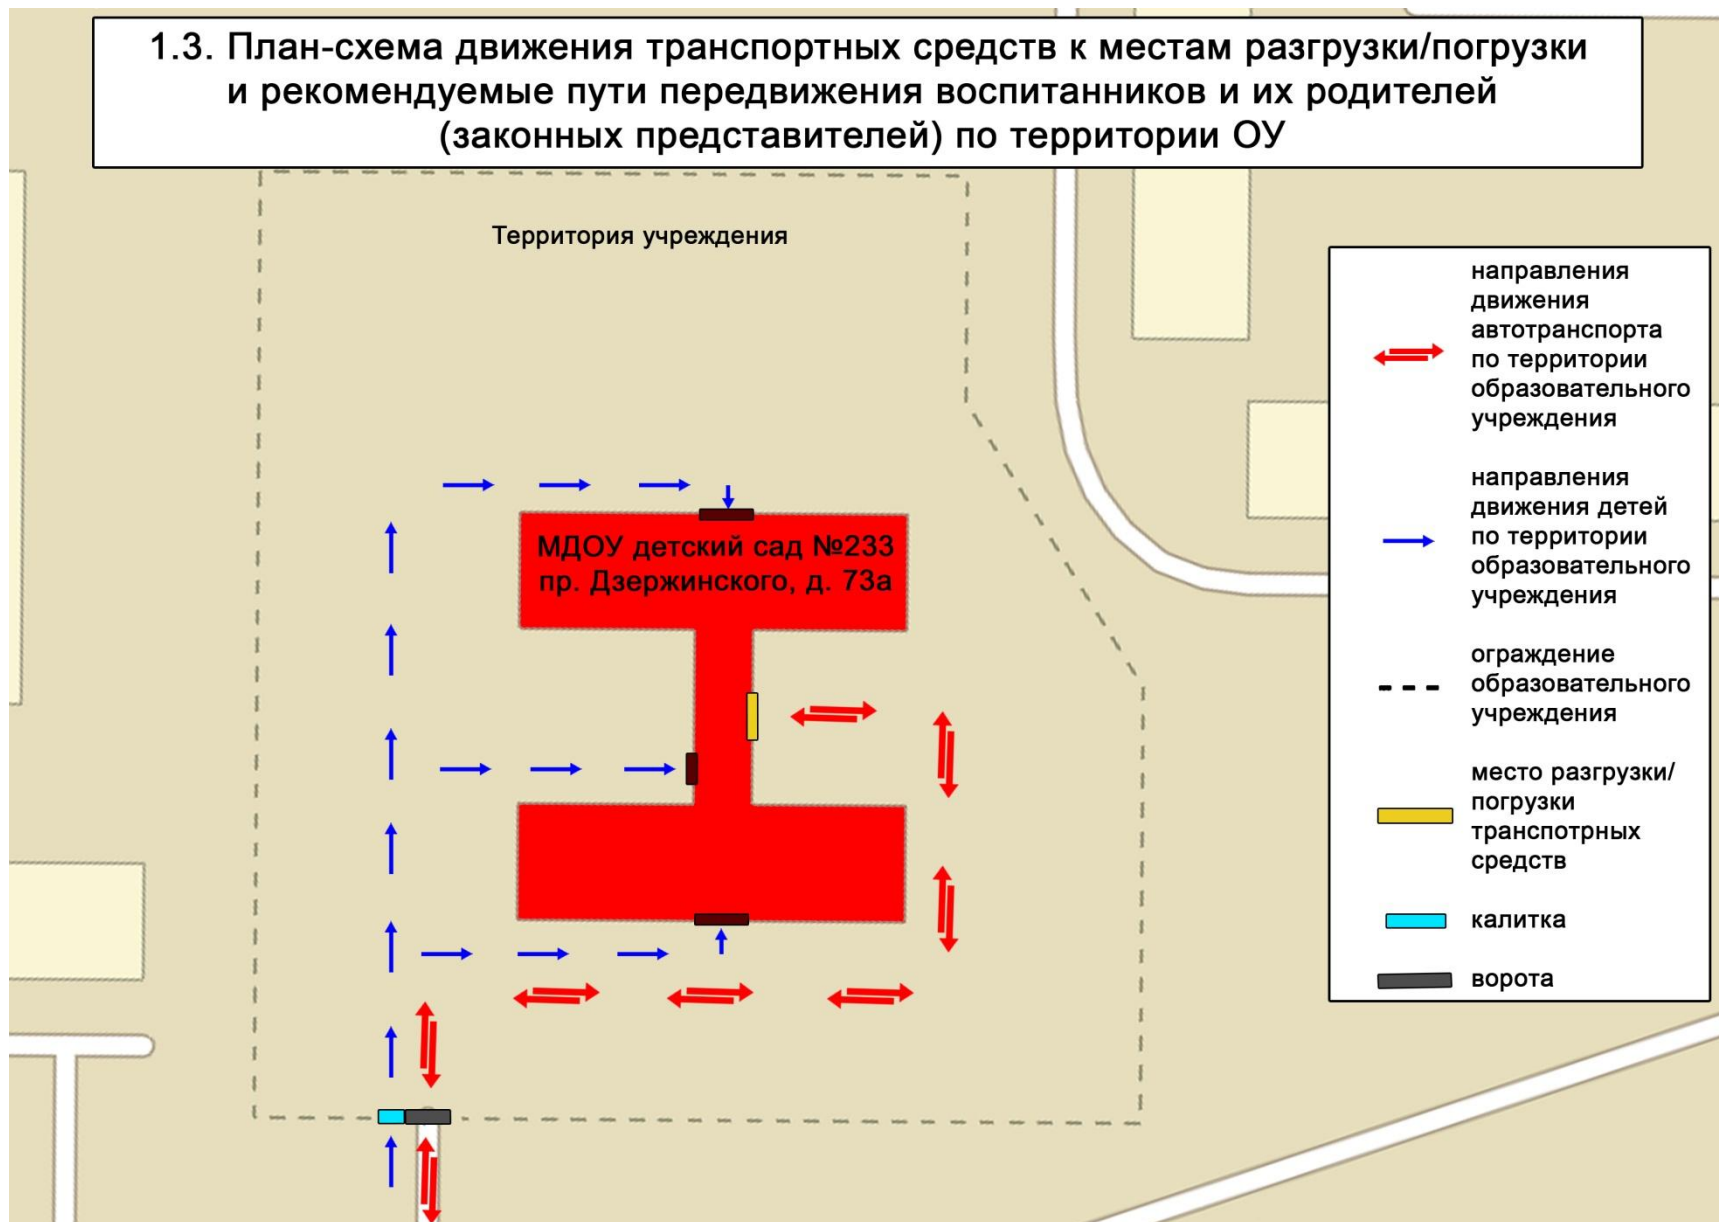 1.3. План-схема движения транспортных средств к местам разгрузки/погрузки
и рекомендуемые пути передвижения воспитанников и их родителей
(законных представителей) по территории ОУ
Территория учреждения
МДОУ детский сад №233
пр. Дзержинского, д. 73а
направления
движения
автотранспорта
по территории
образовательного
учреждения
направления
движения детей
по территории
образовательного
учреждения
ограждение
образовательного
учреждения
место разгрузки/
погрузки
транспотрных
средств
калитка
ворота